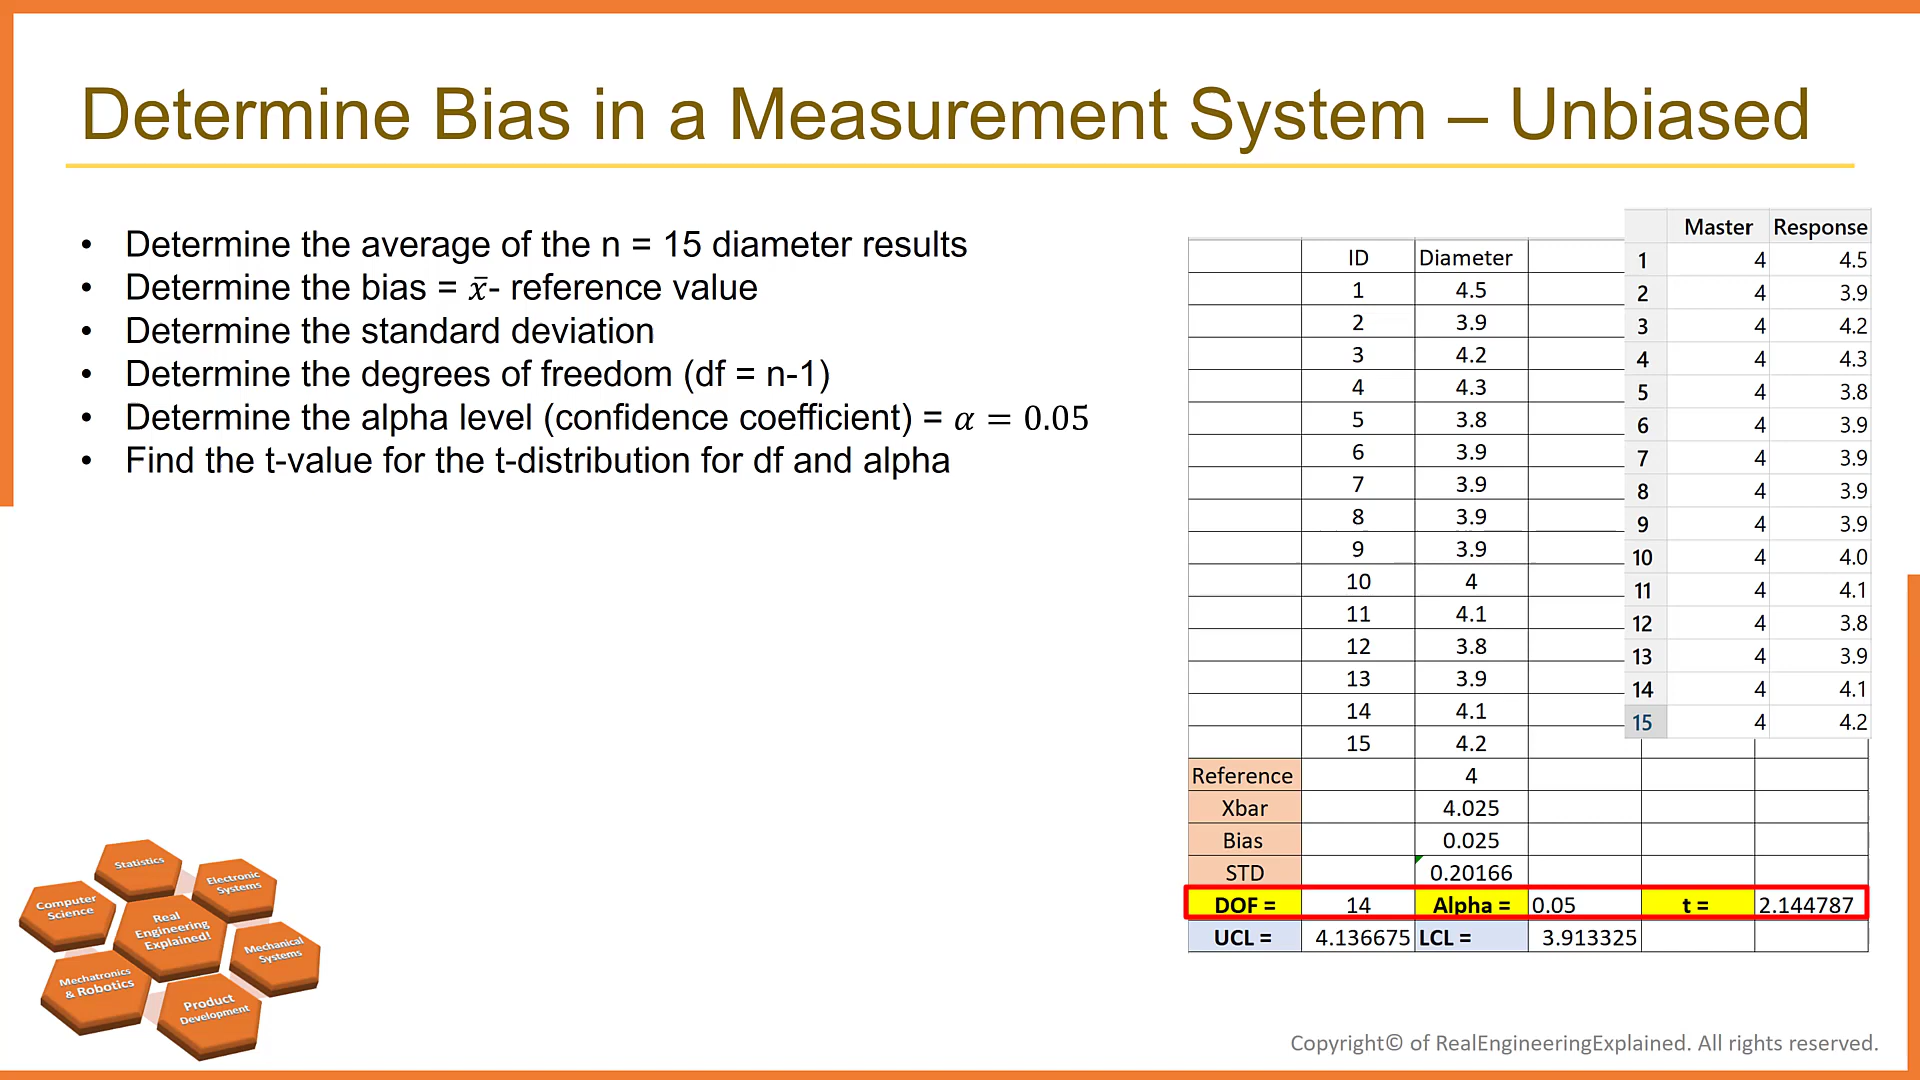 Determine Bias in a Measurement System – Unbiased
• Determine the average of the n = 15 diameter results
• Determine the bias = x̄- reference value
• Determine the standard deviation
• Determine the degrees of freedom (df = n-1)
• Determine the alpha level (confidence coefficient) = α = 0.05
• Find the t-value for the t-distribution for df and alpha
ID Diameter
1 4.5
2 3.9
3 4.2
4 4.3
5 3.8
6 3.9
7 3.9
8 3.9
9 3.9
10 4
11 4.1
12 3.8
13 3.9
14 4.1
15 4.2
Reference 4
Xbar 4.025
Bias 0.025
STD 0.20166
DOF = 14 Alpha = 0.05 t = 2.144787
UCL = 4.136675 LCL = 3.913325
Master Response
1 4 4.5
2 4 3.9
3 4 4.2
4 4 4.3
5 4 3.8
6 4 3.9
7 4 3.9
8 4 3.9
9 4 3.9
10 4 4.0
11 4 4.1
12 4 3.8
13 4 3.9
14 4 4.1
15 4 4.2
Statistics
Electronic
Systems
Computer
Science
Real
Engineering
Explained!
Mechanical
Systems
Mechatronics
& Robotics
Product
Development
Copyright© of RealEngineeringExplained. All rights reserved.